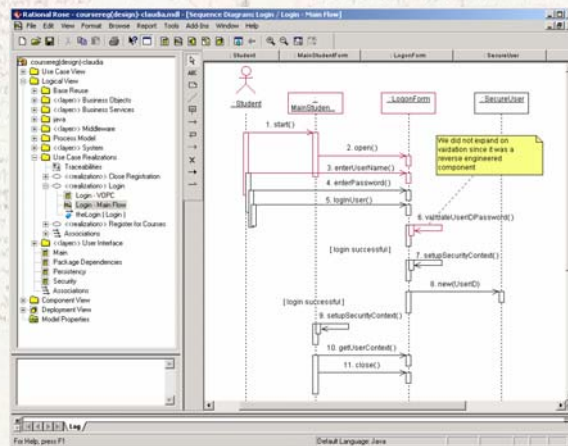 Rational Rose - coursereg(design)-claudia.mdl - [Sequence Diagram: Login / Login - Main Flow]
File Edit View Format Browse Report Tools Add-Ins Window Help
: Student
: MainStudentForm
: LogonForm
: SecureUser
coursereg(design)-claudia
Use Case View
Logical View
Base Reuse
<layer> Business Objects
<layer> Business Services
java
<layer> Middleware
Process Model
<layer> System
Use Case Realizations
Traceabilities
<realization> Close Registration
<realization> Login
Login - VOPC
Login - Main Flow
theLogin ( Login )
<realization> Register for Courses
Associations
<layer> User Interface
Main
Package Dependencies
Persistency
Security
Associations
Component View
Deployment View
Model Properties
ABC
: Student
: MainStuden...
: LogonForm
: SecureUser
1. start()
2. open()
3. enterUserName()
4. enterPassword()
5. loginUser()
We did not expand on
validation since it was a
reverse engineered
component
6. validateUserIDPassword()
[ login successful ]
7. setupSecurityContext()
8. new(UserID)
[ login successful ]
9. setupSecurityContext()
10. getUserContext()
11. close()
Log
For Help, press F1
Default Language: Java